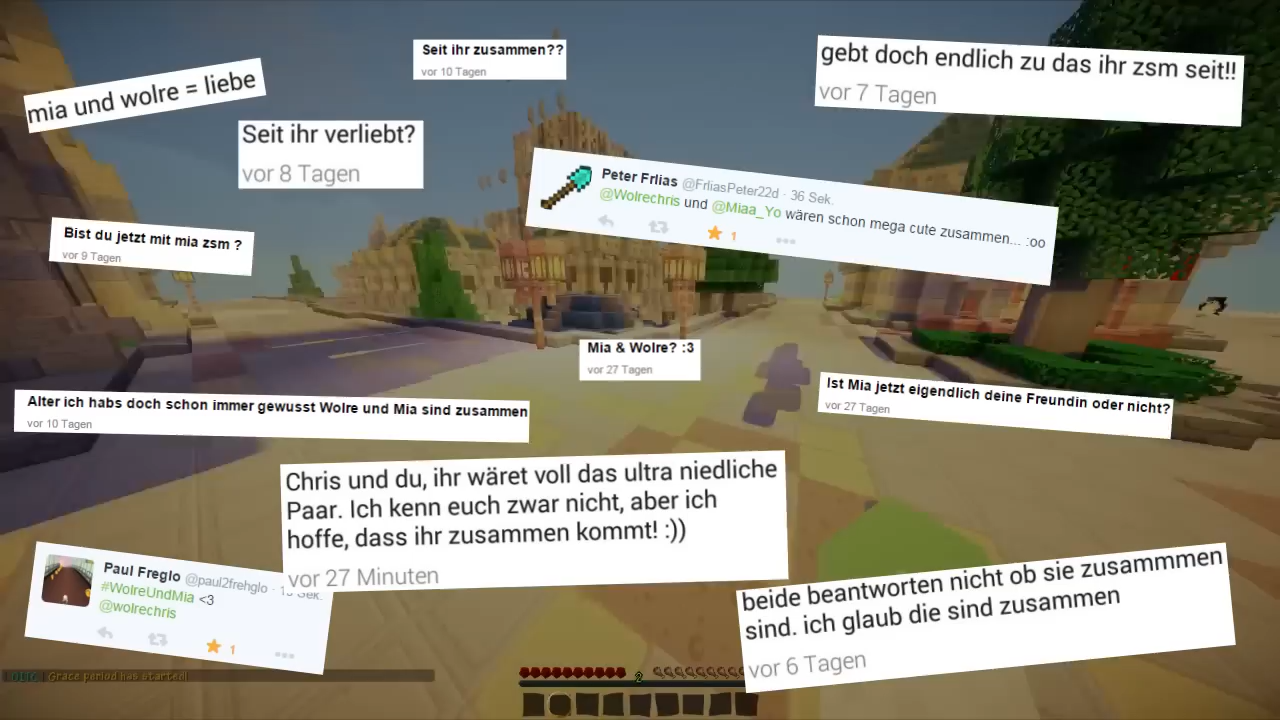 Seit ihr zusammen??
vor 10 Tagen
gebt doch endlich zu das ihr zsm seit!!
vor 7 Tagen
mia und wolre = liebe
Seit ihr verliebt?
vor 8 Tagen
Peter Frlias @FrliasPeter22d · 36 Sek.
@Wolrechris und @Miaa_Yo wären schon mega cute zusammen... :oo
1
Bist du jetzt mit mia zsm ?
vor 9 Tagen
Mia & Wolre? :3
vor 27 Tagen
Ist Mia jetzt eigendlich deine Freundin oder nicht?
vor 27 Tagen
Alter ich habs doch schon immer gewusst Wolre und Mia sind zusammen
vor 10 Tagen
Chris und du, ihr wäret voll das ultra niedliche
Paar. Ich kenn euch zwar nicht, aber ich
hoffe, dass ihr zusammen kommt! :))
vor 27 Minuten
Paul Freglo @paul2frehglo · Sek.
#WolreUndMia <3
@wolrechris
1
beide beantworten nicht ob sie zusammmen
sind. ich glaub die sind zusammen
vor 6 Tagen
Grace period has started!
2